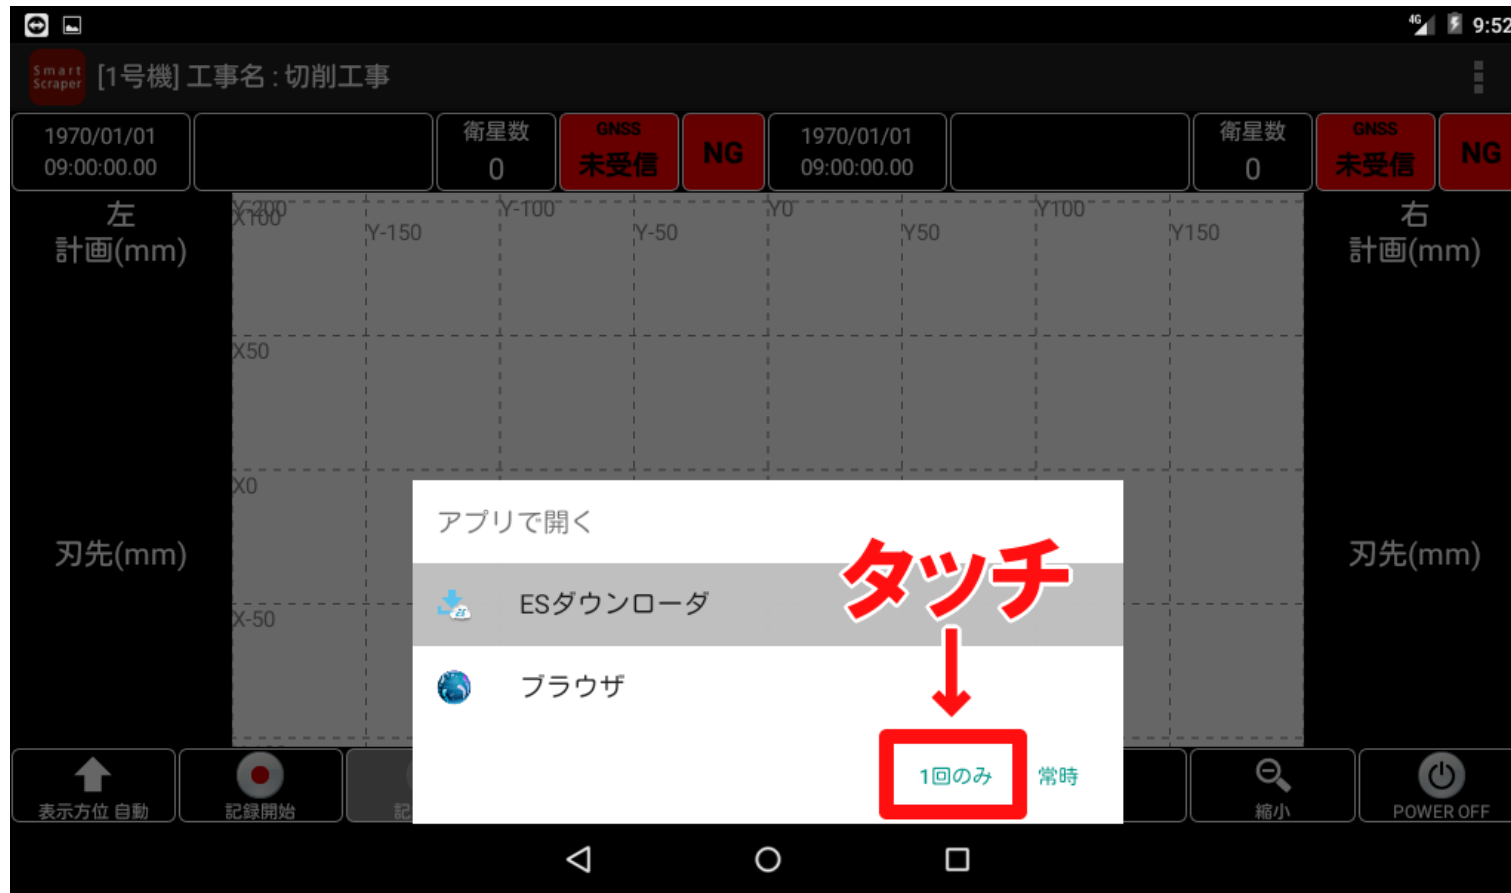 4G 9:52
Smart
Scraper
[1号機] 工事名 : 切削工事
1970/01/01
09:00:00.00
衛星数
0
GNSS
未受信
NG
1970/01/01
09:00:00.00
衛星数
0
GNSS
未受信
NG
左
計画(mm)
刃先(mm)
Y-200
X100
Y-150
Y-100
Y-50
Y0
Y50
Y100
Y150
X50
X0
X-50
右
計画(mm)
刃先(mm)
アプリで開く
ESダウンローダ
ブラウザ
タッチ
1回のみ
常時
表示方位 自動
記録開始
記
縮小
POWER OFF